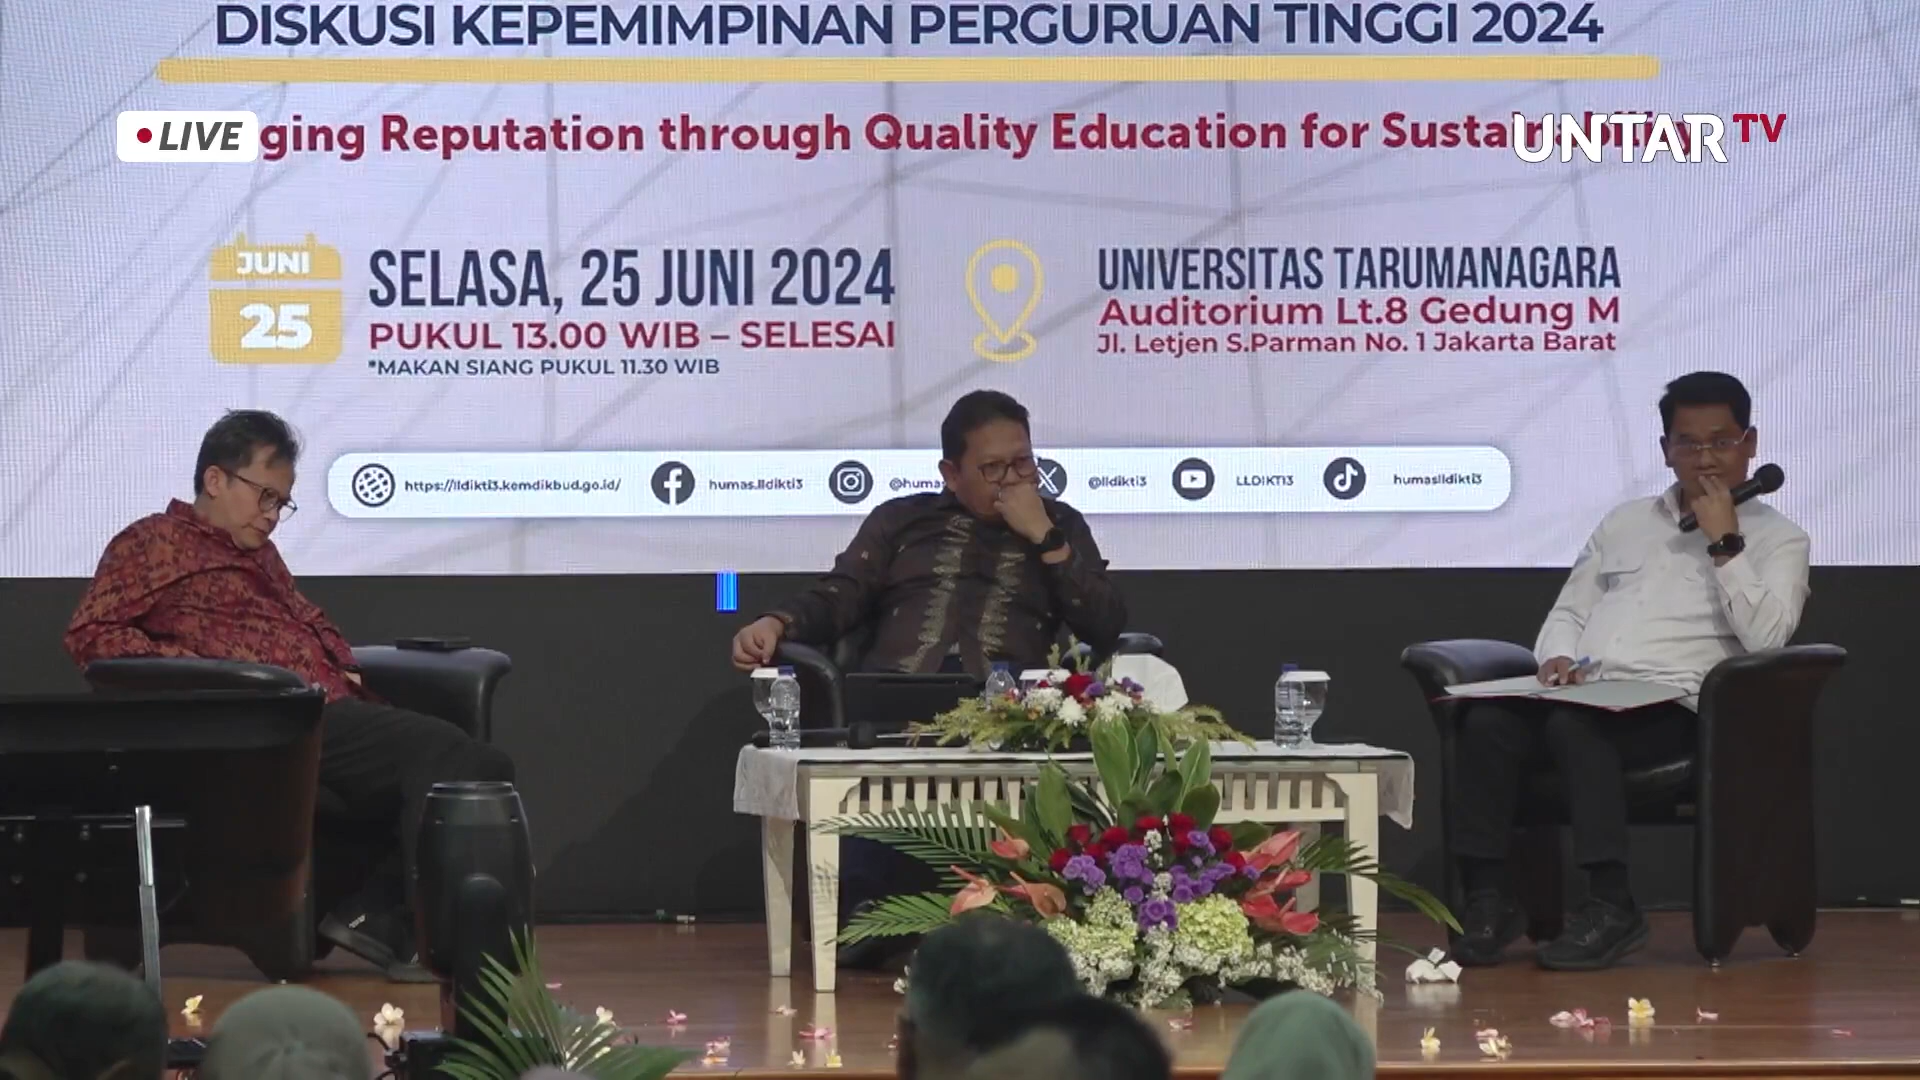 DISKUSI KEPEMIMPINAN PERGURUAN TINGGI 2024
LIVE
ging Reputation through Quality Education for Sustainability
UNTAR TV
JUNI
25
SELASA, 25 JUNI 2024
PUKUL 13.00 WIB – SELESAI
*MAKAN SIANG PUKUL 11.30 WIB
UNIVERSITAS TARUMANAGARA
Auditorium Lt.8 Gedung M
Jl. Letjen S.Parman No. 1 Jakarta Barat
https://lldikti3.kemdikbud.go.id/
humas.lldikti3
@lldikti3
LLDIKTI3
humaslldikti3